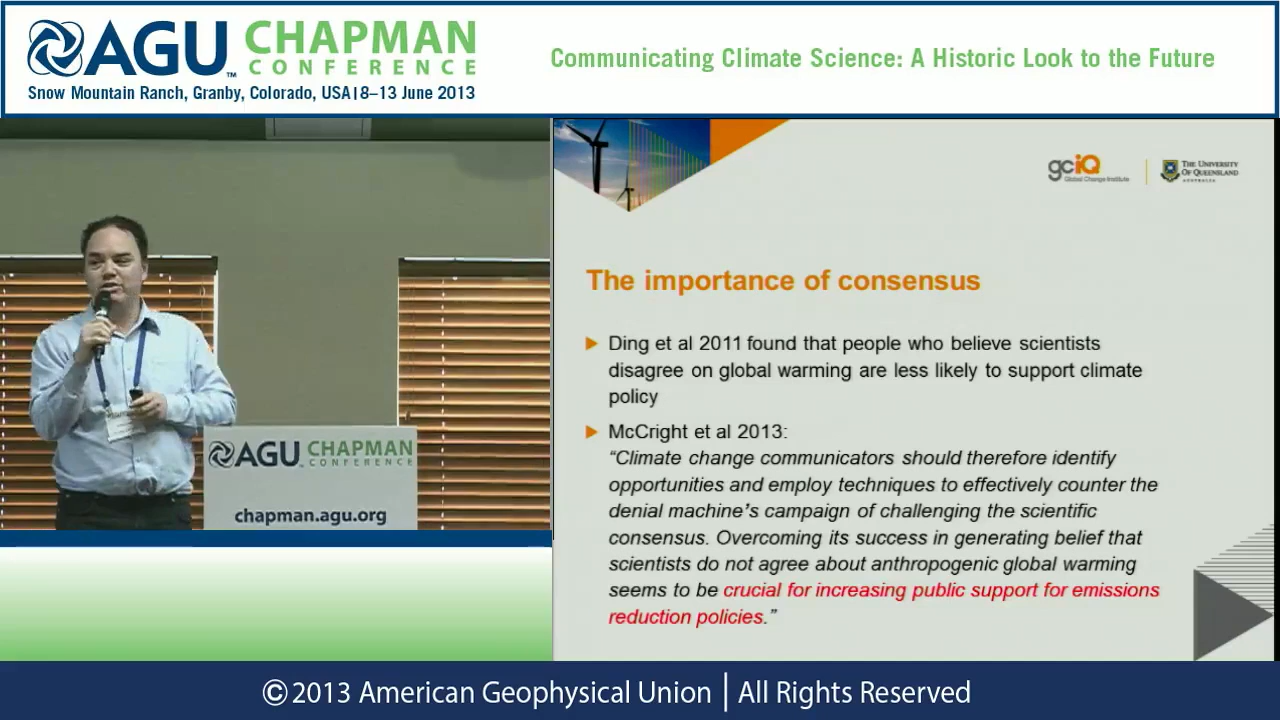 AGU CHAPMAN
CONFERENCE
™
Snow Mountain Ranch, Granby, Colorado, USA|8–13 June 2013
Communicating Climate Science: A Historic Look to the Future
gciQ
Global Change Institute
THE UNIVERSITY
OF QUEENSLAND
AUSTRALIA
The importance of consensus
Ding et al 2011 found that people who believe scientists
disagree on global warming are less likely to support climate
policy
McCright et al 2013:
“Climate change communicators should therefore identify
opportunities and employ techniques to effectively counter the
denial machine’s campaign of challenging the scientific
consensus. Overcoming its success in generating belief that
scientists do not agree about anthropogenic global warming
seems to be crucial for increasing public support for emissions
reduction policies.”
AGU CHAPMAN
CONFERENCE
chapman.agu.org
©2013 American Geophysical Union | All Rights Reserved